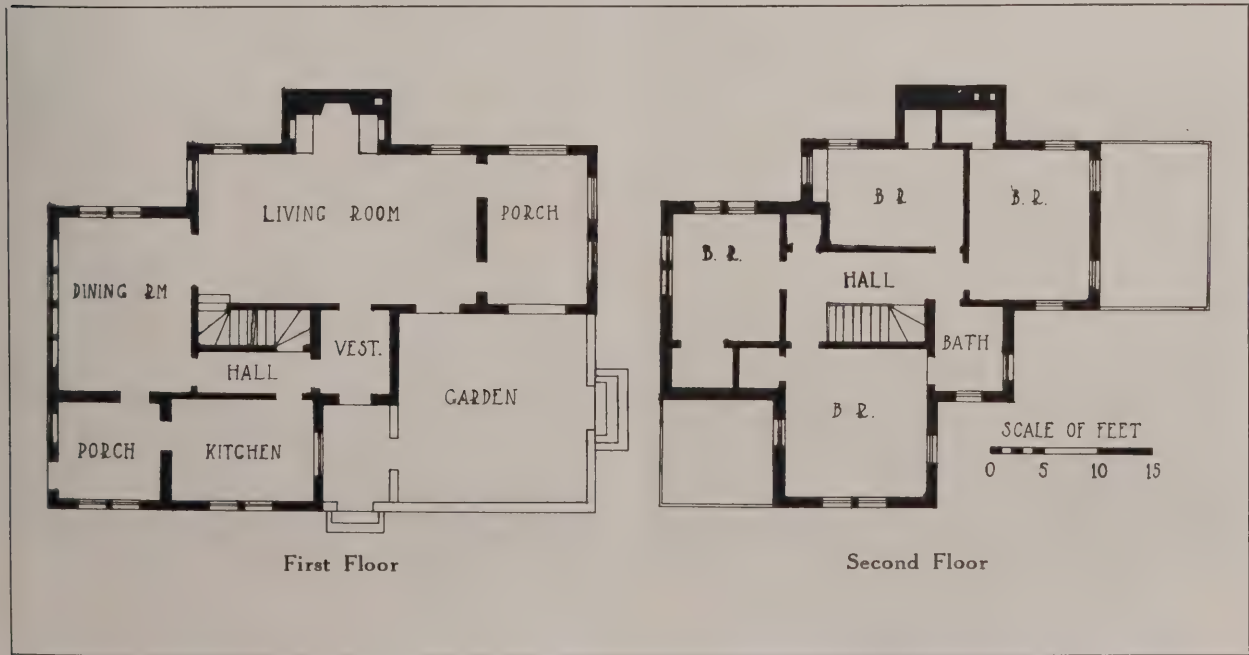 LIVING ROOM
PORCH
DINING RM
VEST.
HALL
GARDEN
PORCH
KITCHEN
First Floor
B R
B. R.
B. R.
HALL
BATH
B R.
SCALE OF FEET
0 5 10 15
Second Floor